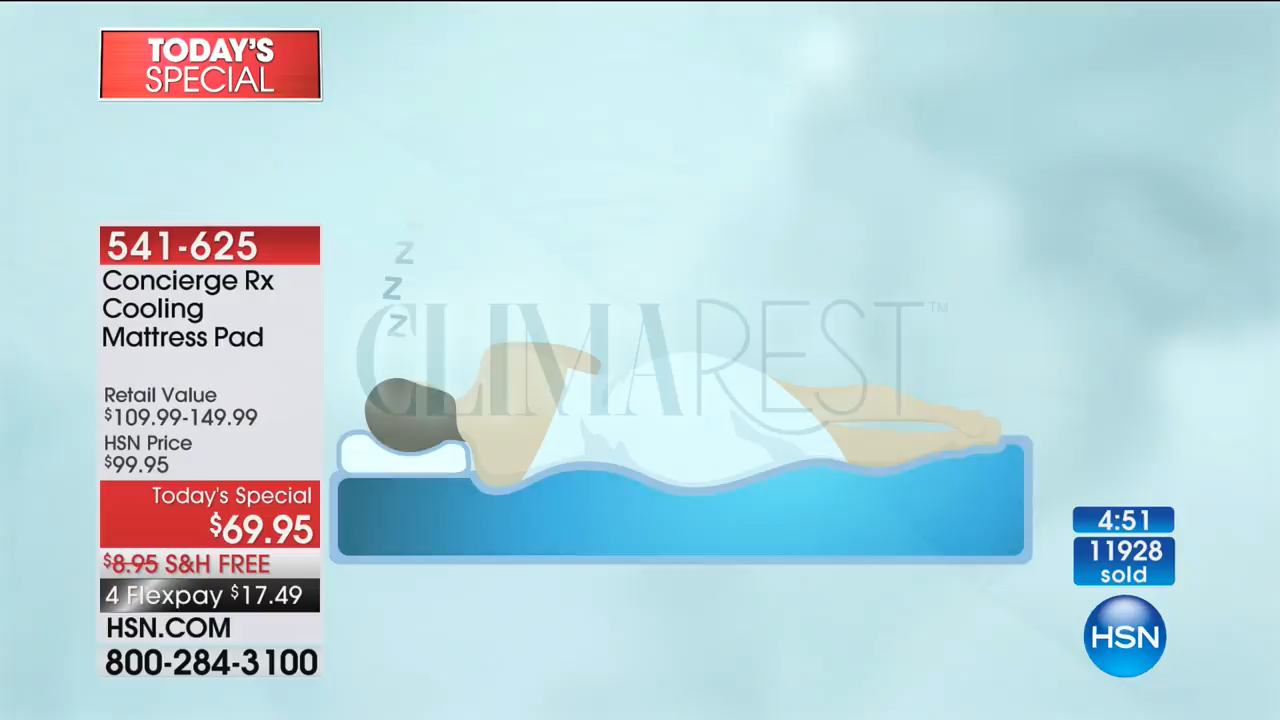 TODAY'S
SPECIAL
541-625
Concierge Rx
Cooling
Mattress Pad
Retail Value
$109.99-149.99
HSN Price
$99.95
Today's Special
$69.95
$8.95 S&H FREE
4 Flexpay $17.49
HSN.COM
800-284-3100
Z
Z
Z
CLIMAREST™
4:51
11928
sold
HSN